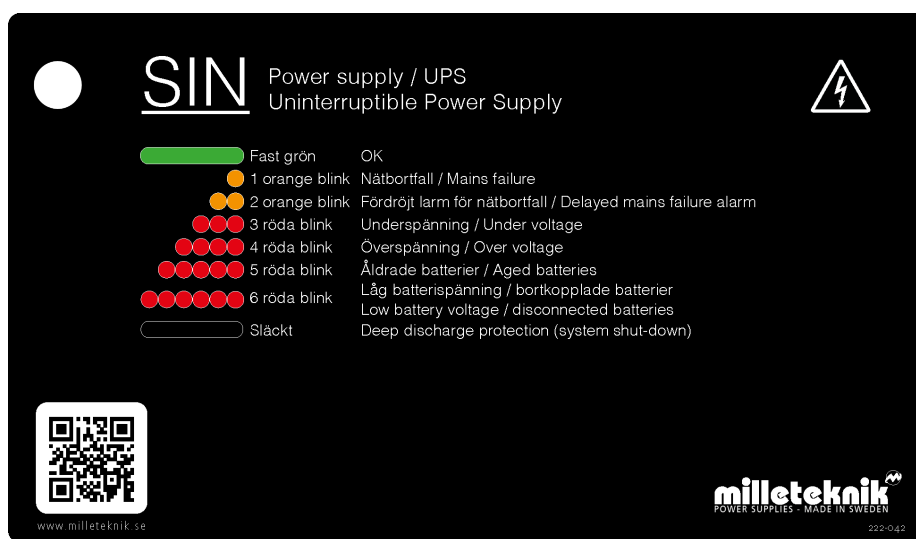 SIN
Power supply / UPS
Uninterruptible Power Supply
Fast grön OK
1 orange blink Nätbortfall / Mains failure
2 orange blink Fördröjt larm för nätbortfall / Delayed mains failure alarm
3 röda blink Underspänning / Under voltage
4 röda blink Överspänning / Over voltage
5 röda blink Åldrade batterier / Aged batteries
6 röda blink Låg batterispänning / bortkopplade batterier
Low battery voltage / disconnected batteries
Släckt Deep discharge protection (system shut-down)
www.milleteknik.se
milleteknik
POWER SUPPLIES - MADE IN SWEDEN
222-042